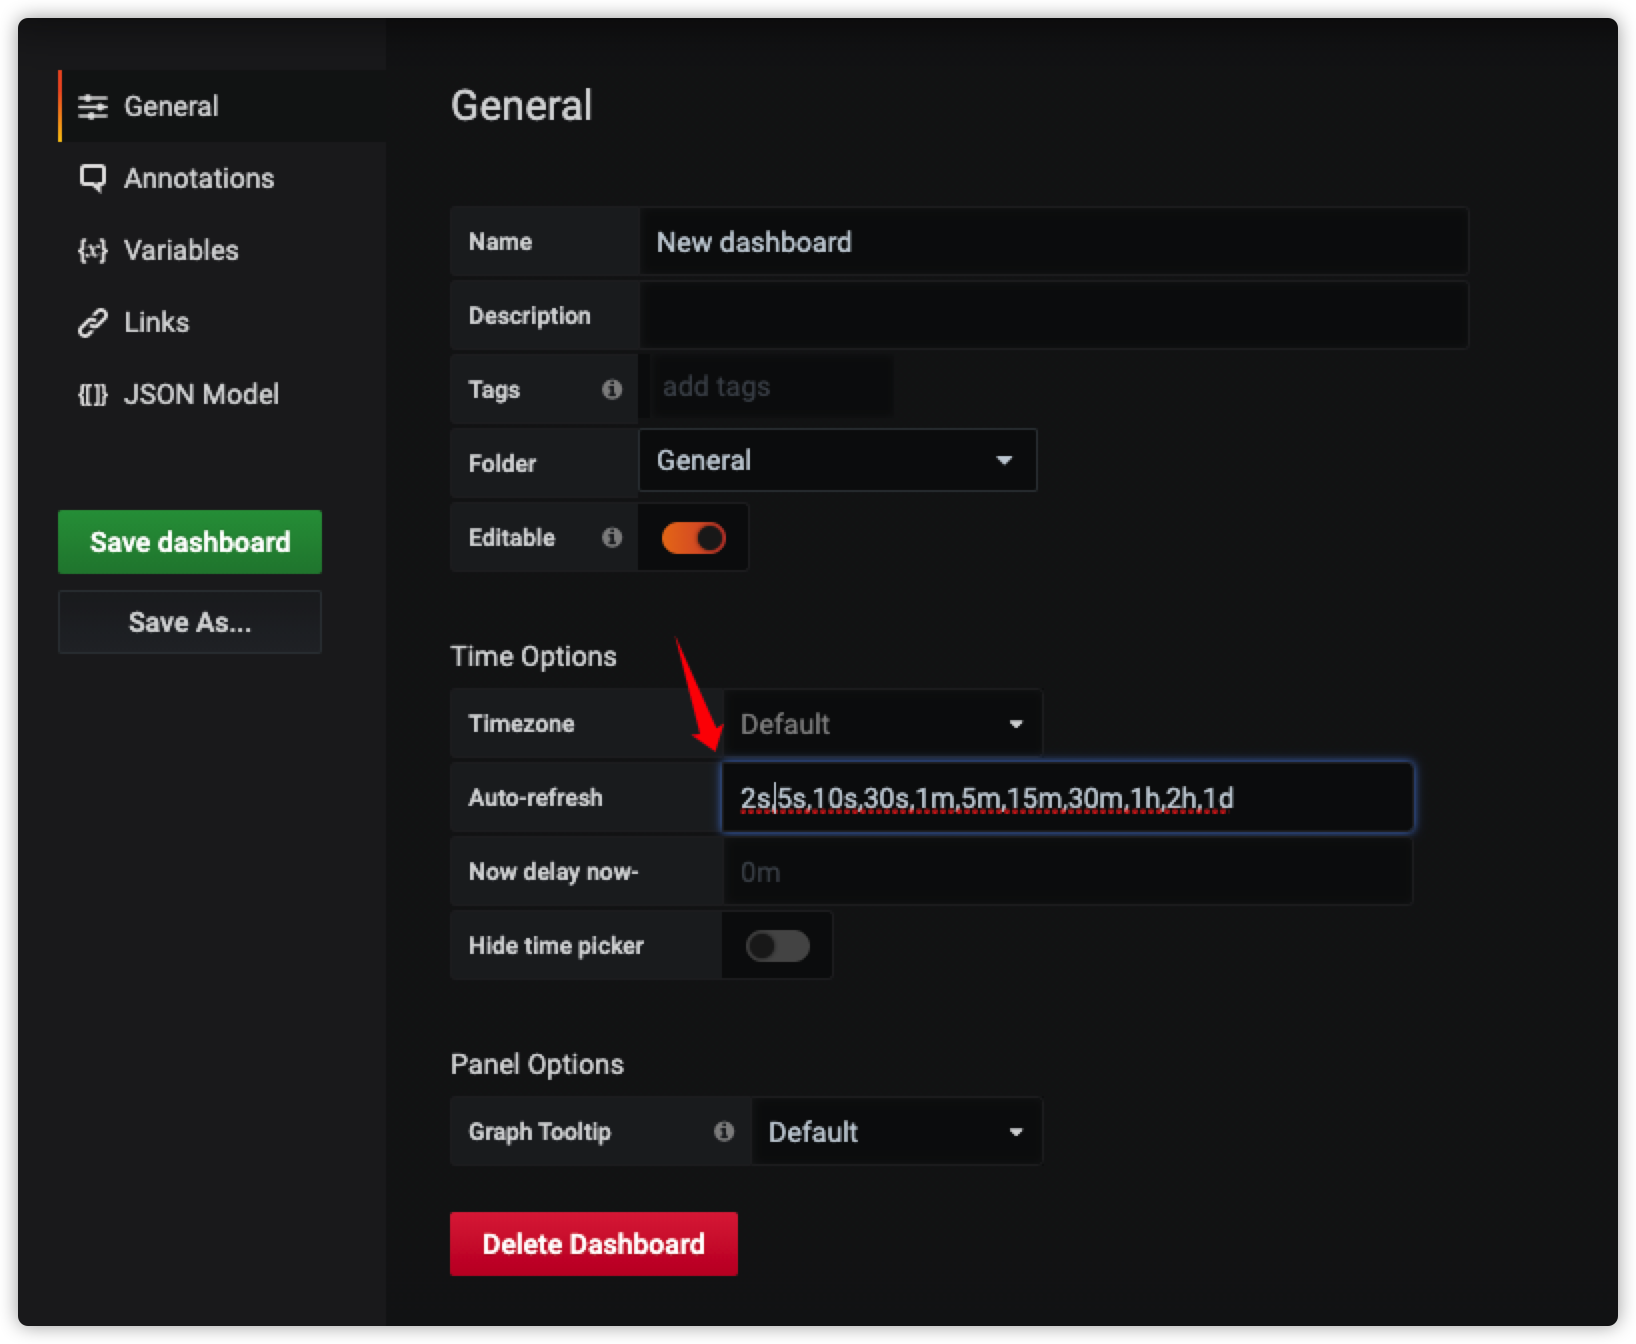 General
Annotations
Variables
Links
JSON Model
Save dashboard
Save As...
General
Name New dashboard
Description
Tags add tags
Folder General
Editable
Time Options
Timezone Default
Auto-refresh 2s,5s,10s,30s,1m,5m,15m,30m,1h,2h,1d
Now delay now- 0m
Hide time picker
Panel Options
Graph Tooltip Default
Delete Dashboard